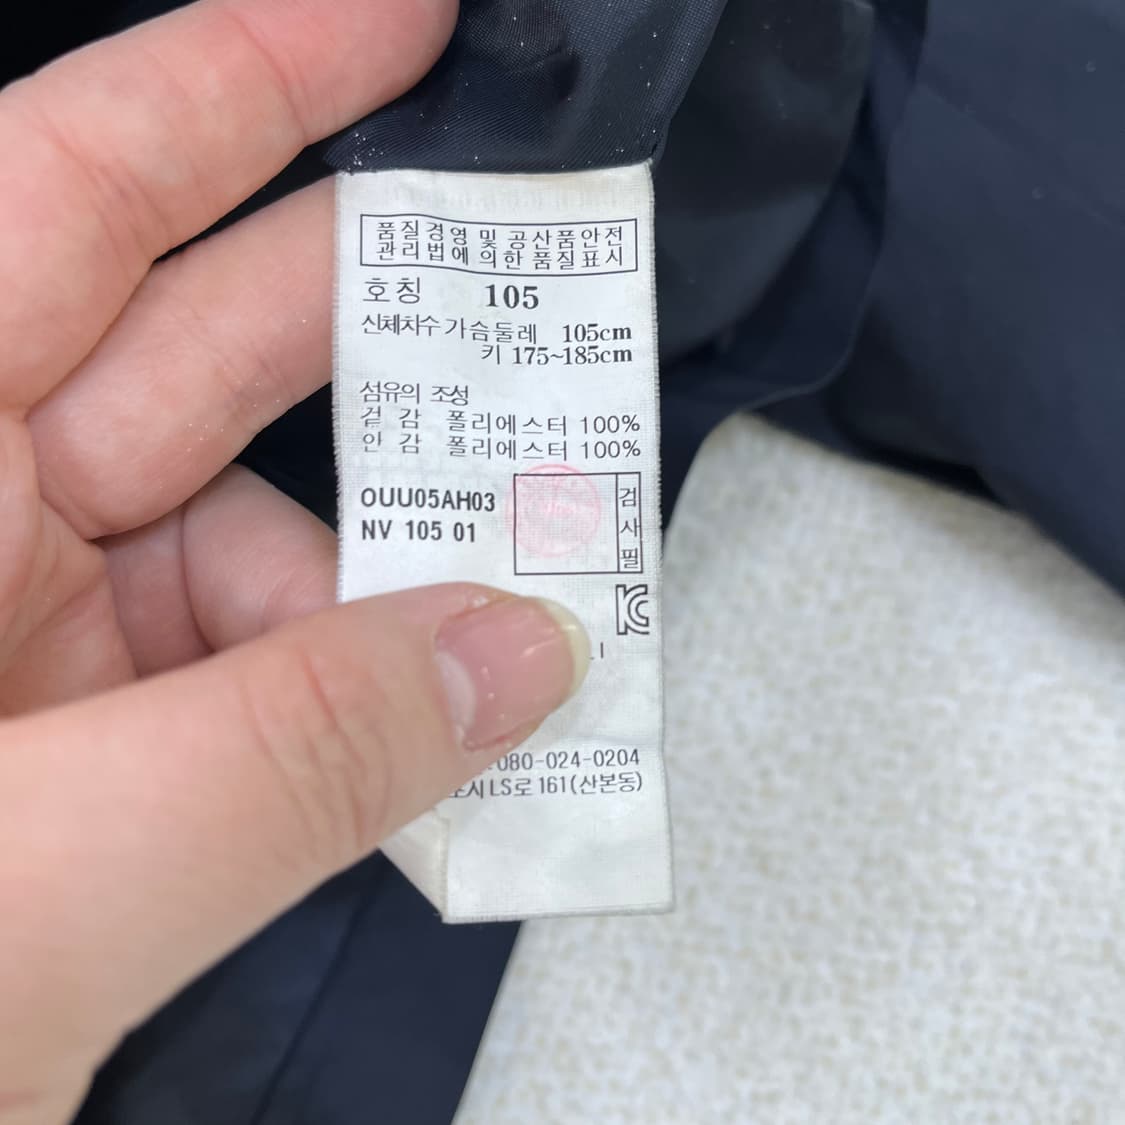 품질경영 및 공산품안전
관리법에 의한 품질표시
호칭 105
신체치수 가슴둘레 105cm
키 175~185cm
섬유의 조성
겉 감 폴리에스터 100%
안 감 폴리에스터 100%
OUU05AH03
NV 105 01
검사필
080-024-0204
LS로 161(산본동)